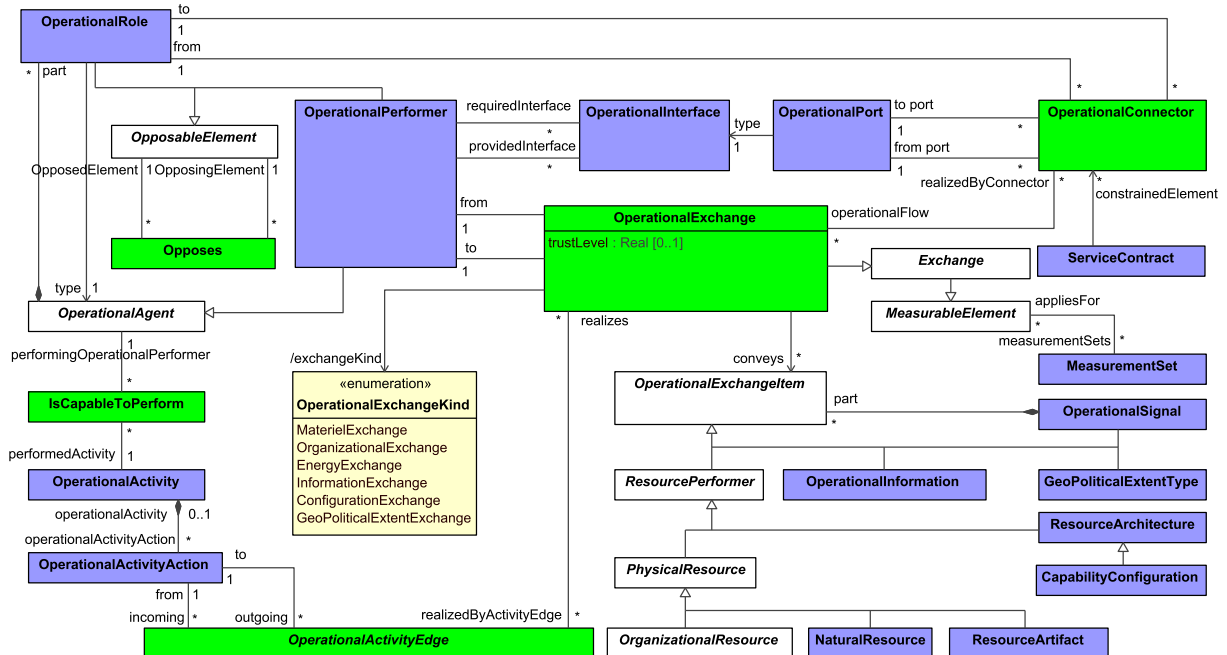 to
OperationalRole
1
from
1
part
*
*
*
OperationalPerformer
requiredInterface
*
providedInterface
*
OperationalInterface
type
1
OperationalPort
to port
1
*
from port
1
*
OperationalConnector
OpposableElement
OpposedElement
1
OpposingElement
1
*
*
Opposes
realizedByConnector
*
*
constrainedElement
from
1
to
1
OperationalExchange
trustLevel : Real [0..1]
operationalFlow
*
ServiceContract
Exchange
MeasurableElement
appliesFor
*
measurementSets
*
MeasurementSet
type
1
OperationalAgent
1
performingOperationalPerformer
*
IsCapableToPerform
*
performedActivity
1
OperationalActivity
operationalActivity
0..1
operationalActivityAction
*
OperationalActivityAction
to
1
from
1
incoming
*
outgoing
*
/exchangeKind
«enumeration»
OperationalExchangeKind
MaterielExchange
OrganizationalExchange
EnergyExchange
InformationExchange
ConfigurationExchange
GeoPoliticalExtentExchange
*
realizes
conveys
*
OperationalExchangeItem
part
*
OperationalSignal
ResourcePerformer
OperationalInformation
GeoPoliticalExtentType
ResourceArchitecture
PhysicalResource
CapabilityConfiguration
realizedByActivityEdge
*
OperationalActivityEdge
OrganizationalResource
NaturalResource
ResourceArtifact